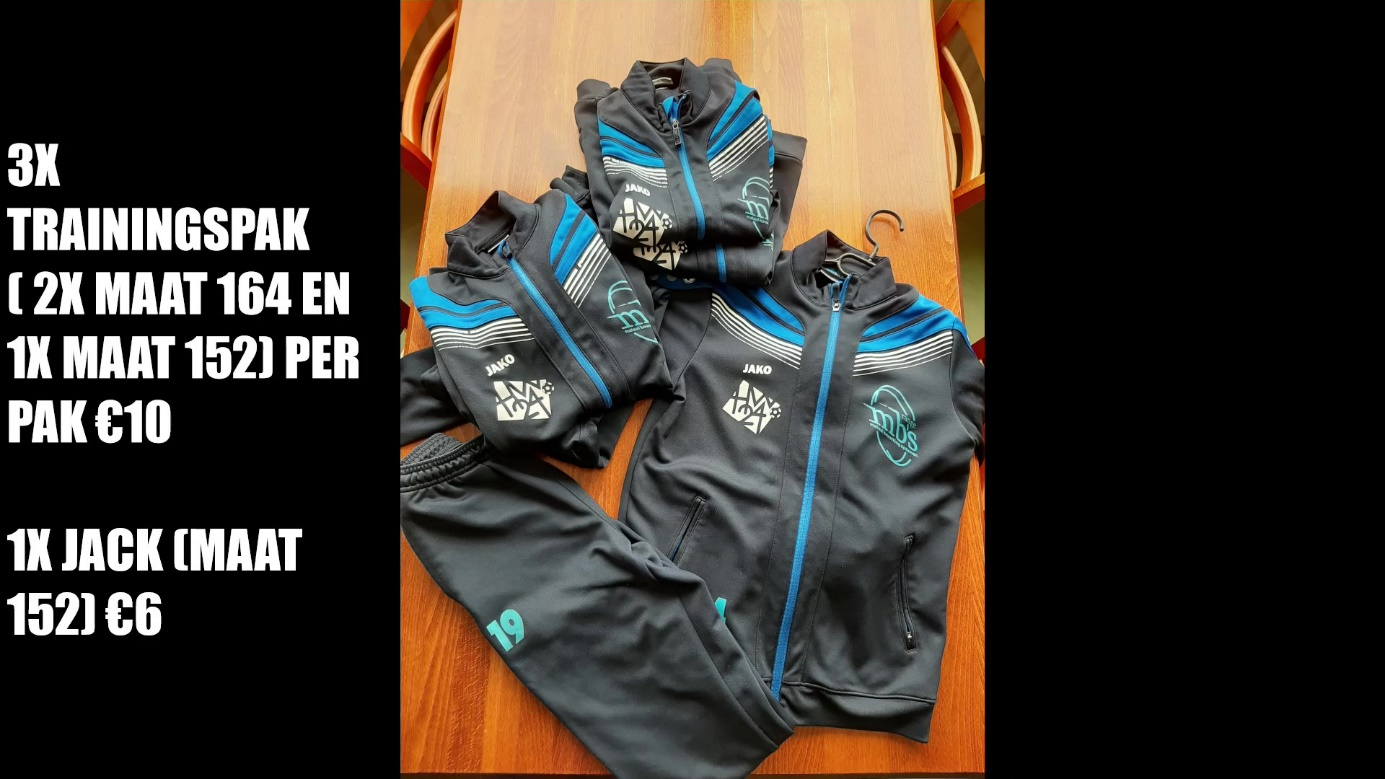 3X
TRAININGSPAK
( 2X MAAT 164 EN
1X MAAT 152) PER
PAK €10
1X JACK (MAAT
152) €6
JAKO
JAKO
JAKO
m
m
mbs
19